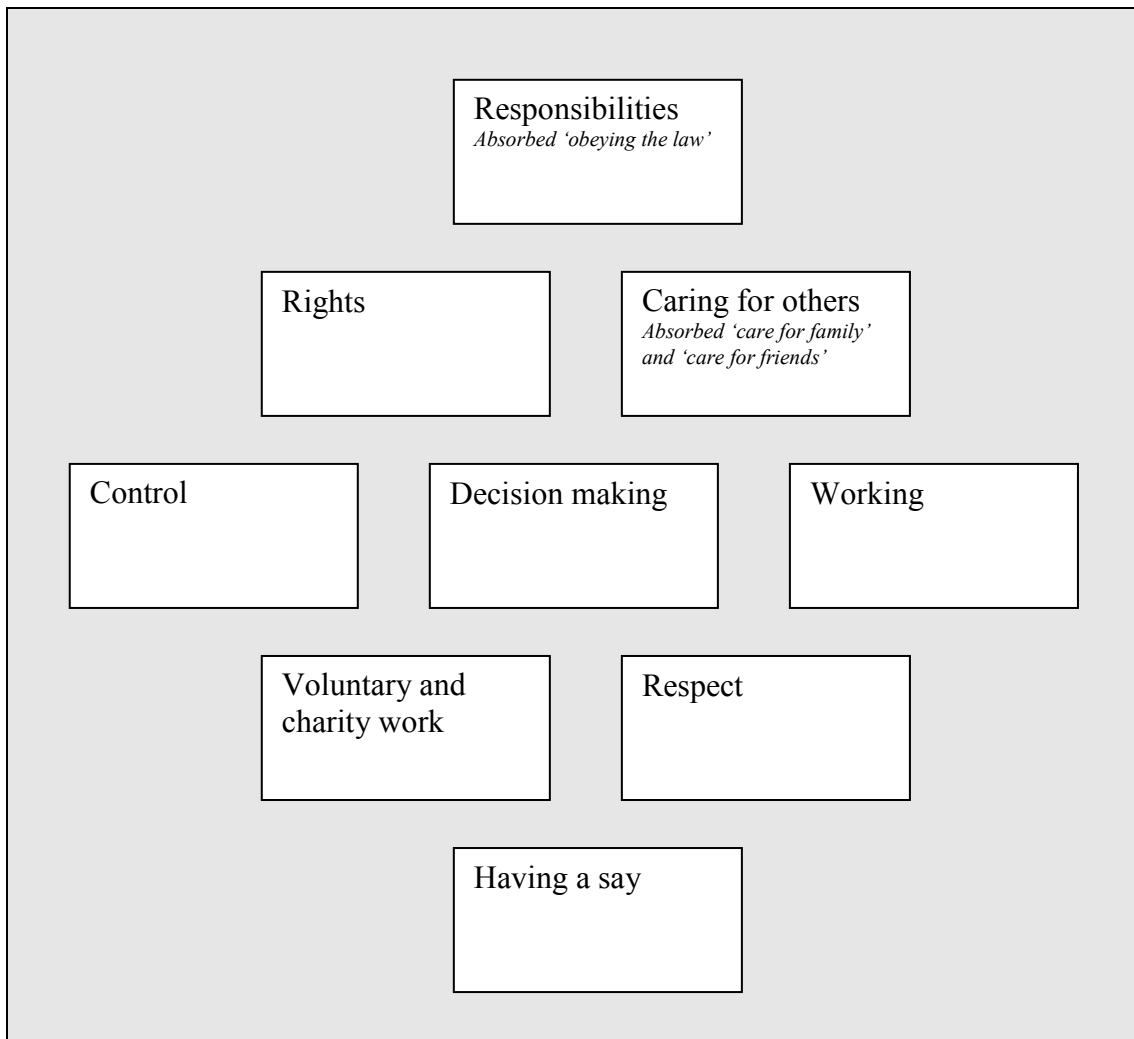 Responsibilities
Absorbed ‘obeying the law’
Rights
Caring for others
Absorbed ‘care for family’
and ‘care for friends’
Control
Decision making
Working
Voluntary and
charity work
Respect
Having a say